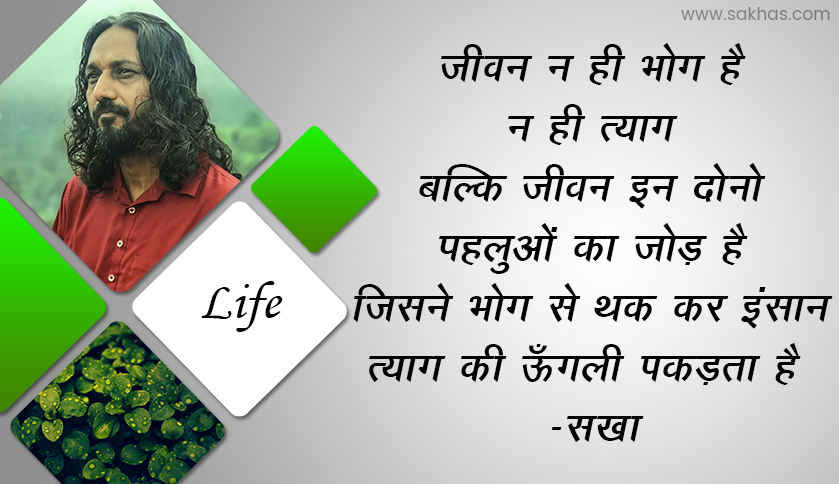 www.sakhas.com
जीवन न ही भोग है
न ही त्याग
बल्कि जीवन इन दोनो
पहलुओं का जोड़ है
जिसने भोग से थक कर इंसान
त्याग की ऊँगली पकड़ता है
-सखा
Life